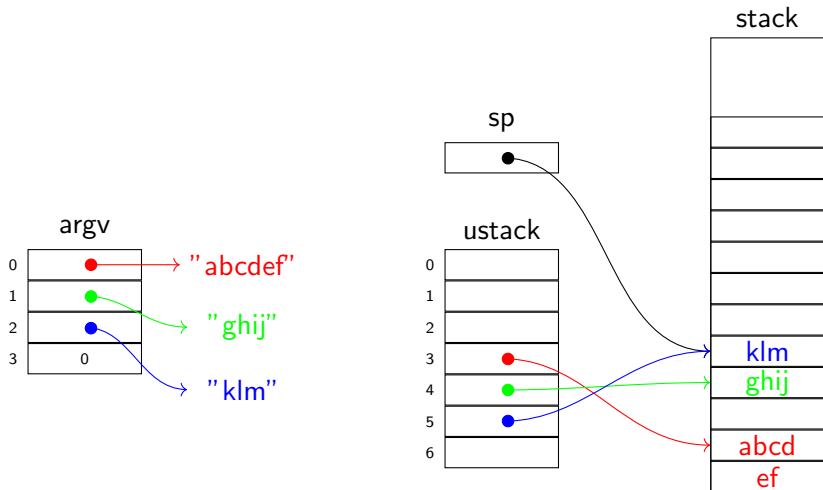 stack
sp
argv
ustack
0
"abcdef"
1
"ghij"
2
3
0
"klm"
0
1
2
3
4
5
6
klm
ghij
abcd
ef